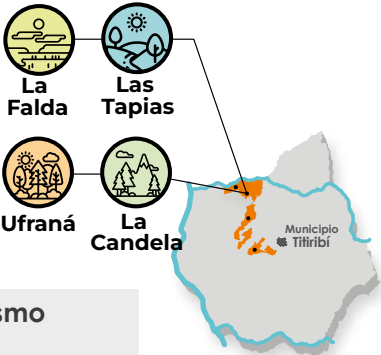 La
Falda
Las
Tapias
Ufraná
La
Candela
Municipio
Titiribí
smo